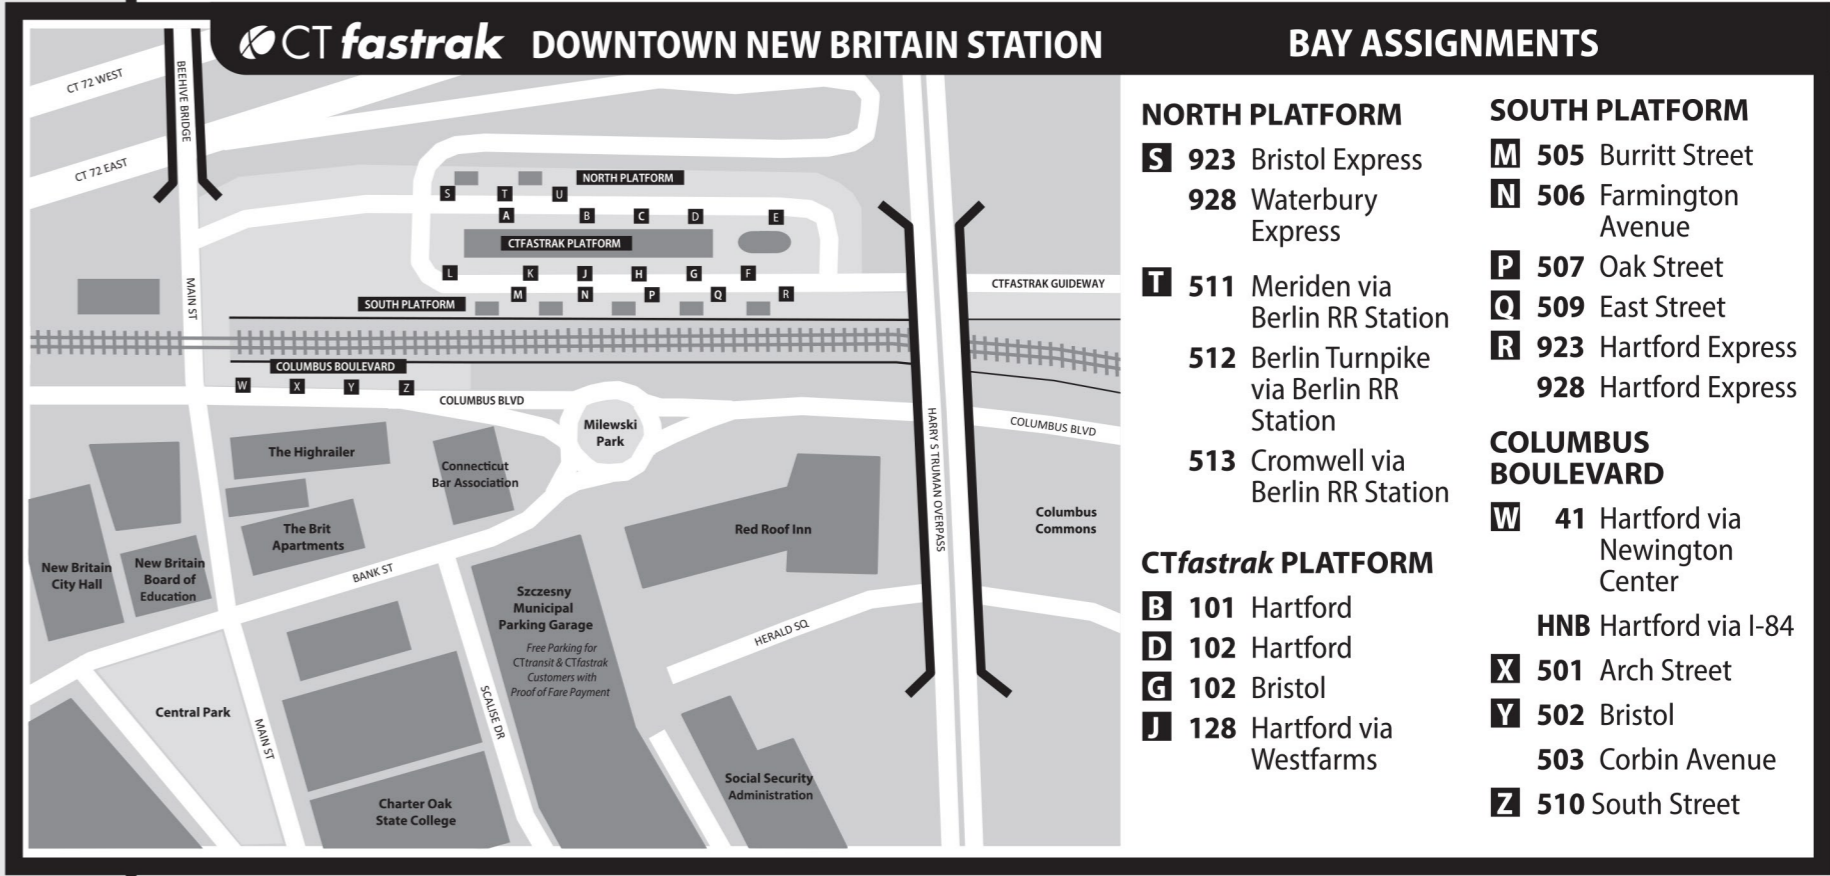 CTfastrak DOWNTOWN NEW BRITAIN STATION
BAY ASSIGNMENTS
CT 72 WEST
BEEHIVE BRIDGE
CT 72 EAST
NORTH PLATFORM
S T U
A B C D E
CTFASTRAK PLATFORM
L K J H G F
M N P Q R
SOUTH PLATFORM
CTFASTRAK GUIDEWAY
MAIN ST
COLUMBUS BOULEVARD
W X Y Z
COLUMBUS BLVD
COLUMBUS BLVD
Milewski
Park
HARRY S TRUMAN OVERPASS
The Highrailer
Connecticut
Bar Association
The Brit
Apartments
Red Roof Inn
Columbus
Commons
New Britain
City Hall
New Britain
Board of
Education
BANK ST
Szczesny
Municipal
Parking Garage
Free Parking for
CTtransit & CTfastrak
Customers with
Proof of Fare Payment
HERALD SQ
SCALISE DR
Central Park
MAIN ST
Charter Oak
State College
Social Security
Administration
NORTH PLATFORM
S 923 Bristol Express
928 Waterbury
Express
T 511 Meriden via
Berlin RR Station
512 Berlin Turnpike
via Berlin RR
Station
513 Cromwell via
Berlin RR Station
CTfastrak PLATFORM
B 101 Hartford
D 102 Hartford
G 102 Bristol
J 128 Hartford via
Westfarms
SOUTH PLATFORM
M 505 Burritt Street
N 506 Farmington
Avenue
P 507 Oak Street
Q 509 East Street
R 923 Hartford Express
928 Hartford Express
COLUMBUS
BOULEVARD
W 41 Hartford via
Newington
Center
HNB Hartford via I-84
X 501 Arch Street
Y 502 Bristol
503 Corbin Avenue
Z 510 South Street